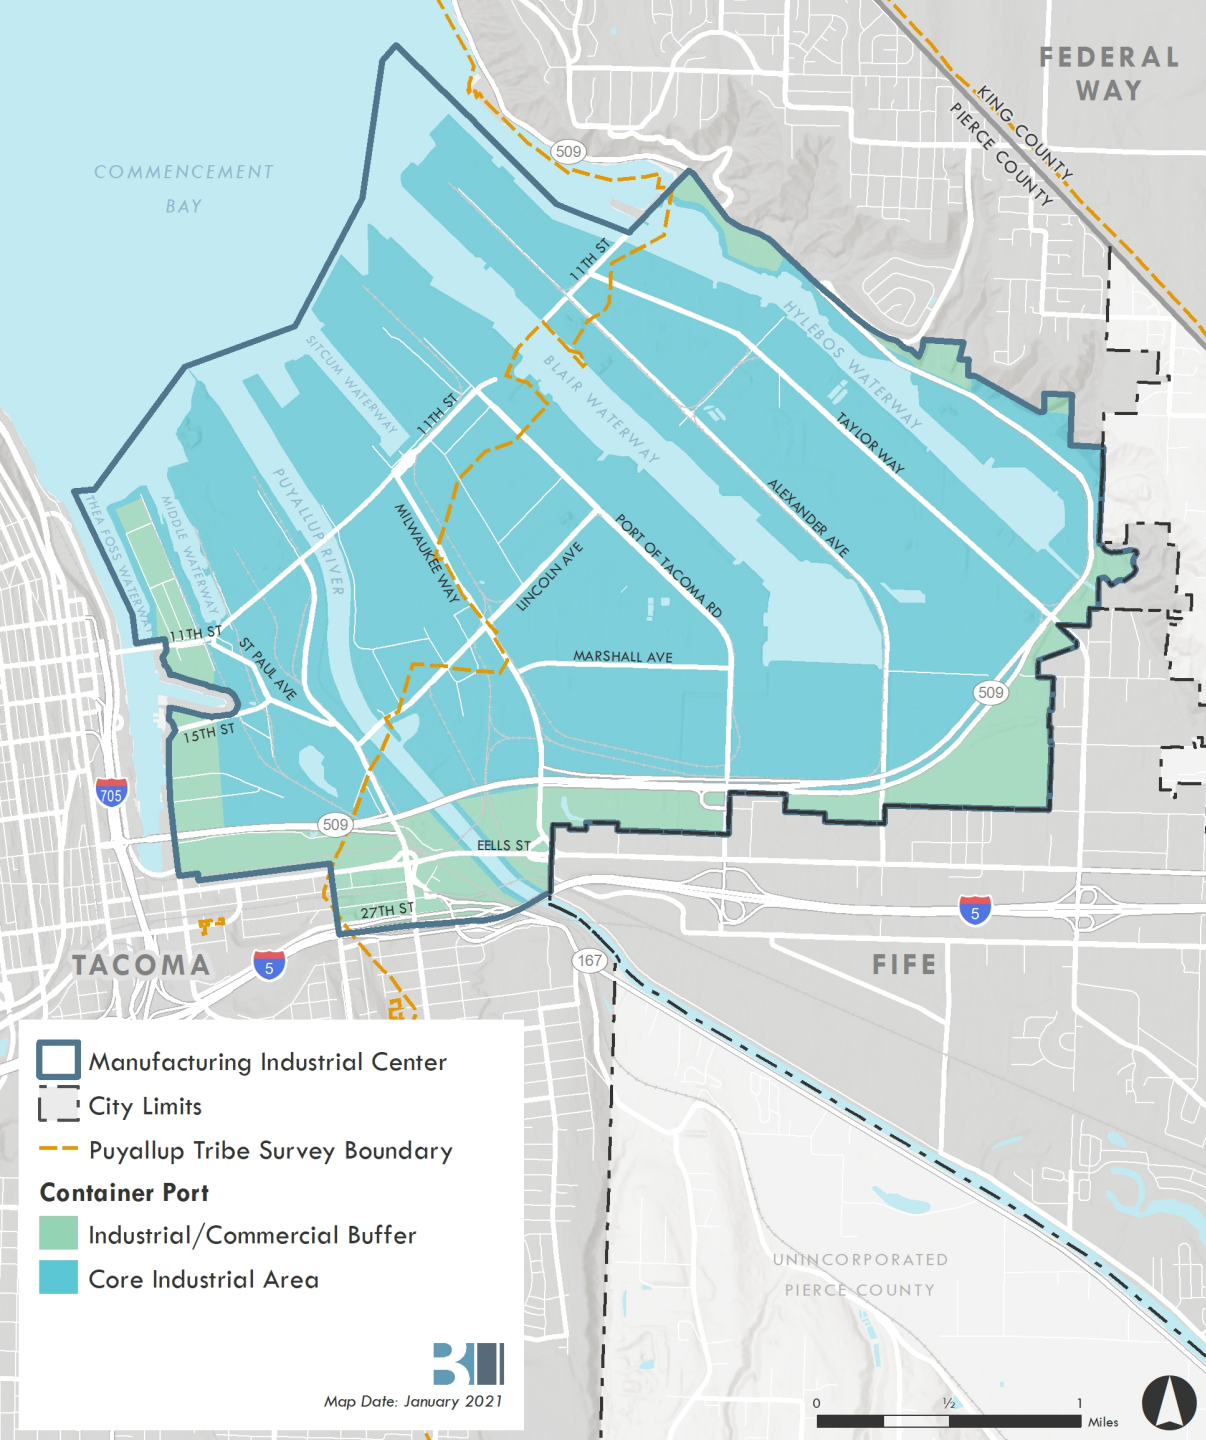 FEDERAL
WAY
KING COUNTY
PIERCE COUNTY
509
COMMENCEMENT
BAY
11TH ST
HYLEBOS WATERWAY
SITCUM WATERWAY
BLAIR WATERWAY
11TH ST
TAYLOR WAY
PUYALLUP RIVER
ALEXANDER AVE
THEA FOSS WATERWAY
MIDDLE WATERWAY
MILWAUKEE WAY
PORT OF TACOMA RD
LINCOLN AVE
11TH ST
ST PAUL AVE
MARSHALL AVE
509
15TH ST
705
509
EELLS ST
27TH ST
5
TACOMA
5
167
FIFE
Manufacturing Industrial Center
City Limits
Puyallup Tribe Survey Boundary
Container Port
Industrial/Commercial Buffer
Core Industrial Area
UNINCORPORATED
PIERCE COUNTY
Map Date: January 2021
0 ½ 1
Miles